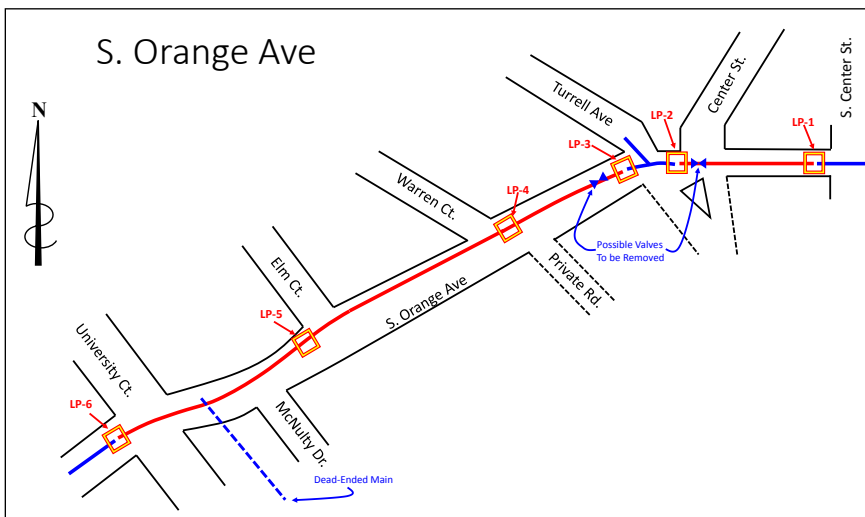 S. Orange Ave
N
Turrell Ave
LP-2
Center St.
S. Center St.
LP-1
LP-3
Warren Ct.
LP-4
Possible Valves
To be Removed
Private Rd.
Elm Ct.
S. Orange Ave
LP-5
University Ct.
LP-6
McNulty Dr.
Dead-Ended Main